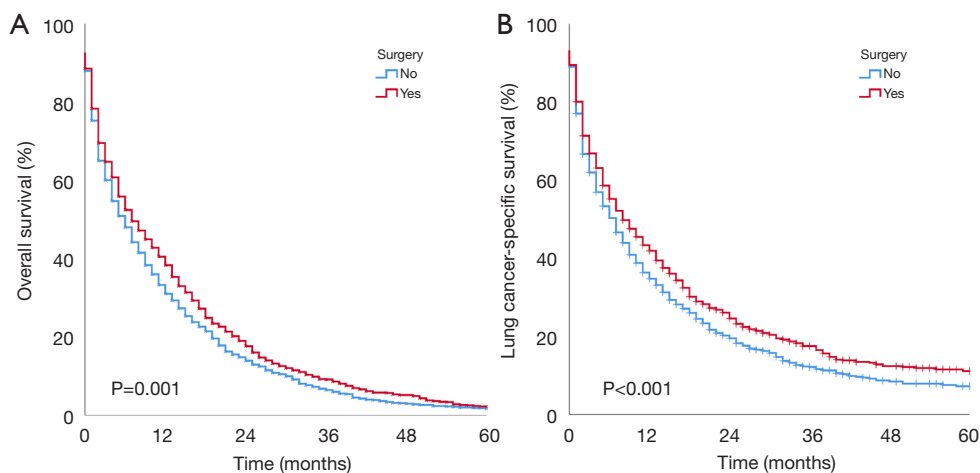 A
100
80
60
40
20
0
Overall survival (%)
Surgery
No
Yes
P=0.001
0 12 24 36 48 60
Time (months)
B
100
80
60
40
20
0
Lung cancer-specific survival (%)
Surgery
No
Yes
P<0.001
0 12 24 36 48 60
Time (months)